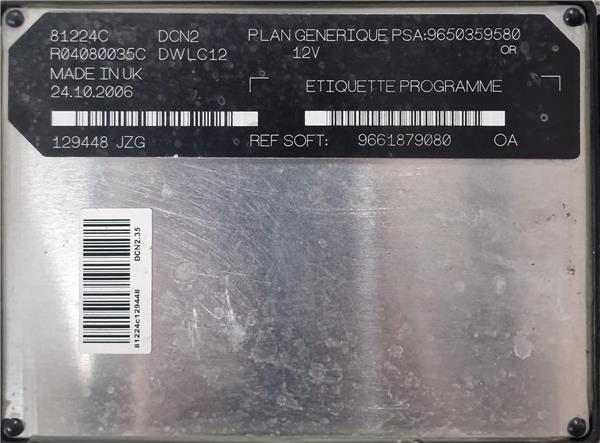 81224C DCN2 PLAN GENERIQUE PSA:9650359580
R04080035C DWLC12 12V OR
MADE IN UK
24.10.2006 ETIQUETTE PROGRAMME
129448 JZG REF SOFT: 9661879080 OA
DCN2.35
81224c129448